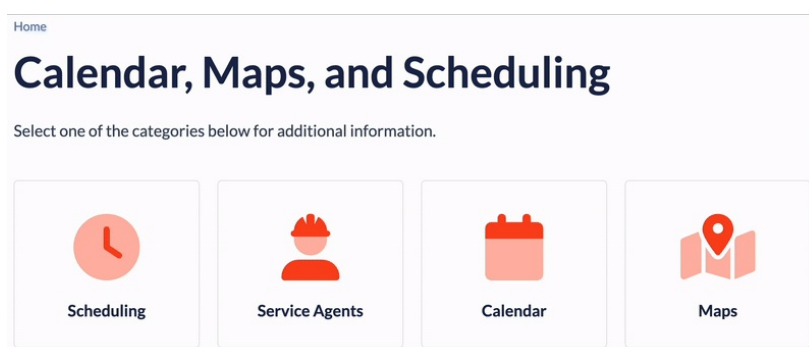 Home
Calendar, Maps, and Scheduling
Select one of the categories below for additional information.
Scheduling
Service Agents
Calendar
Maps